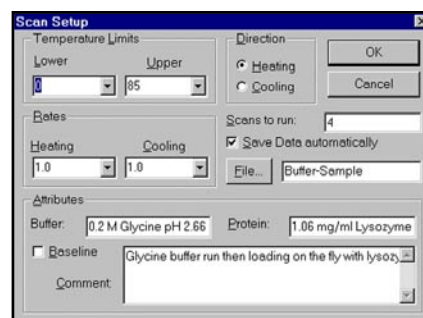 Scan Setup
Temperature Limits
Lower
Upper
0
85
Direction
Heating
Cooling
OK
Cancel
Rates
Heating
Cooling
1.0
1.0
Scans to run:
4
Save Data automatically
File...
Buffer-Sample
Attributes
Buffer:
0.2 M Glycine pH 2.66
Protein:
1.06 mg/ml Lysozyme
Baseline
Comment
Glycine buffer run then loading on the fly with lysozy